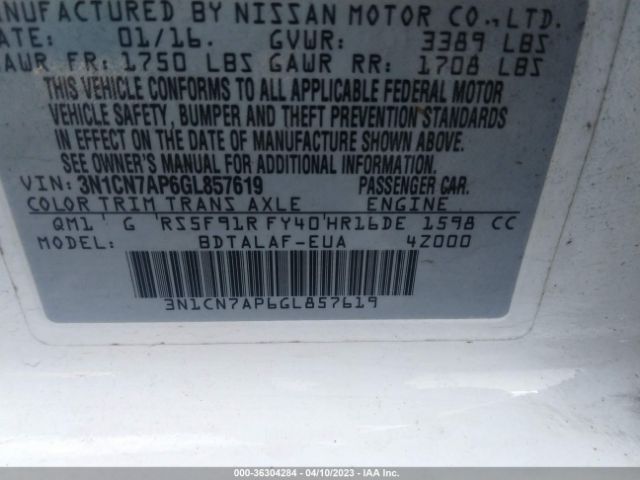 MANUFACTURED BY NISSAN MOTOR CO., LTD.
DATE: 01/16. GVWR: 3389 LBS
GAWR FR: 1750 LBS GAWR RR: 1708 LBS
THIS VEHICLE CONFORMS TO ALL APPLICABLE FEDERAL MOTOR
VEHICLE SAFETY, BUMPER AND THEFT PREVENTION STANDARDS
IN EFFECT ON THE DATE OF MANUFACTURE SHOWN ABOVE.
SEE OWNER'S MANUAL FOR ADDITIONAL INFORMATION.
VIN: 3N1CN7AP6GL857619 PASSENGER CAR.
COLOR TRIM TRANS AXLE ENGINE
QM1 G RS5F91R FY40 HR16DE 1598 CC
MODEL: BDTALAF-EUA 4Z000
3N1CN7AP6GL857619
000-36304284 - 04/10/2023 - IAA Inc.